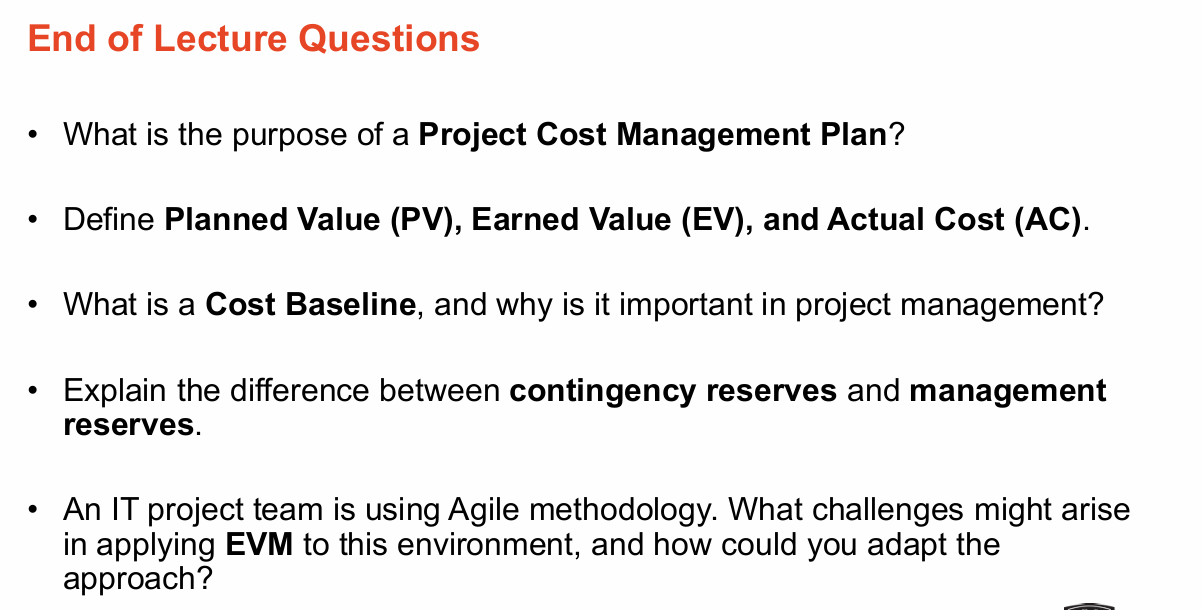 End of Lecture Questions
• What is the purpose of a Project Cost Management Plan?
• Define Planned Value (PV), Earned Value (EV), and Actual Cost (AC).
• What is a Cost Baseline, and why is it important in project management?
• Explain the difference between contingency reserves and management
reserves.
• An IT project team is using Agile methodology. What challenges might arise
in applying EVM to this environment, and how could you adapt the
approach?